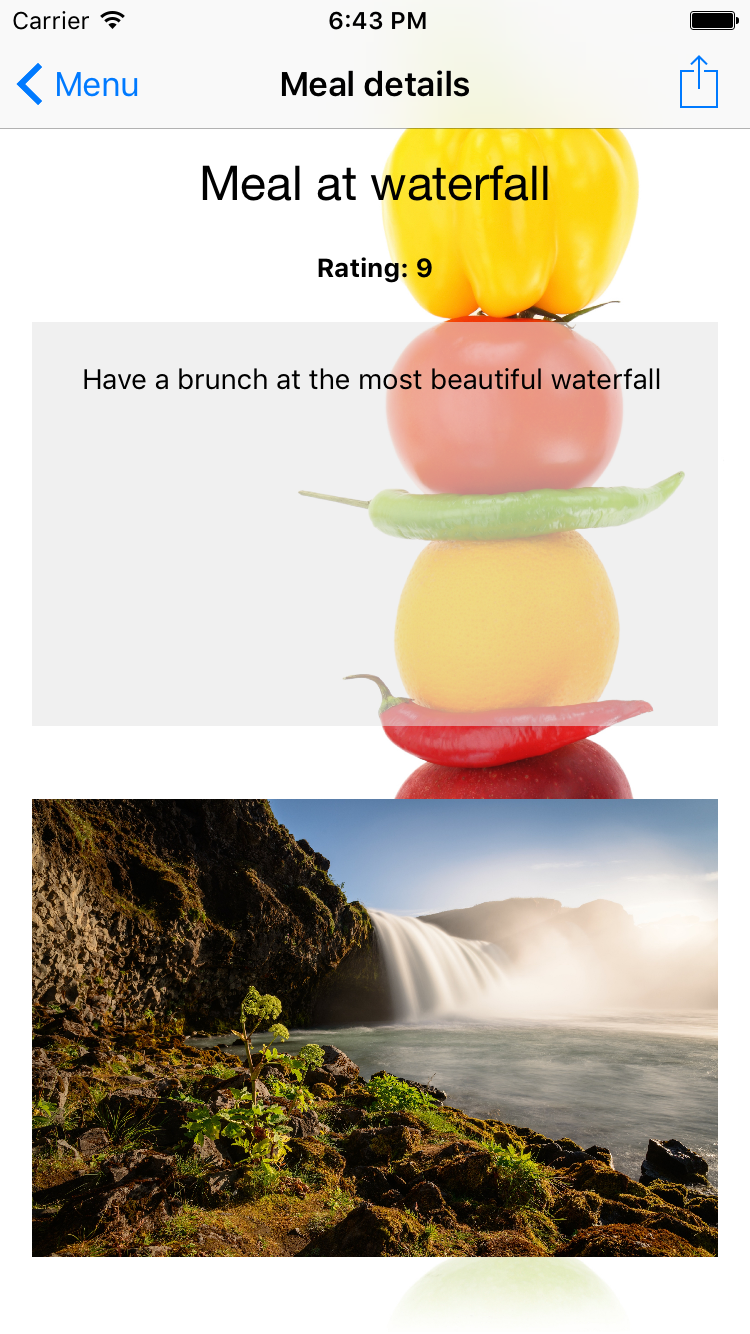 Carrier 6:43 PM
Menu Meal details
Meal at waterfall
Rating: 9
Have a brunch at the most beautiful waterfall